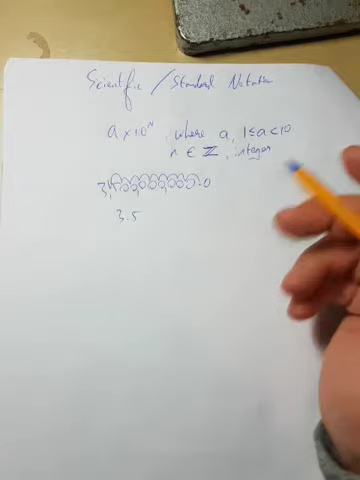 Scientific / Standard Notation
a × 10ᴺ, where a, 1 ≤ a < 10
n ∈ ℤ, integer
3.5